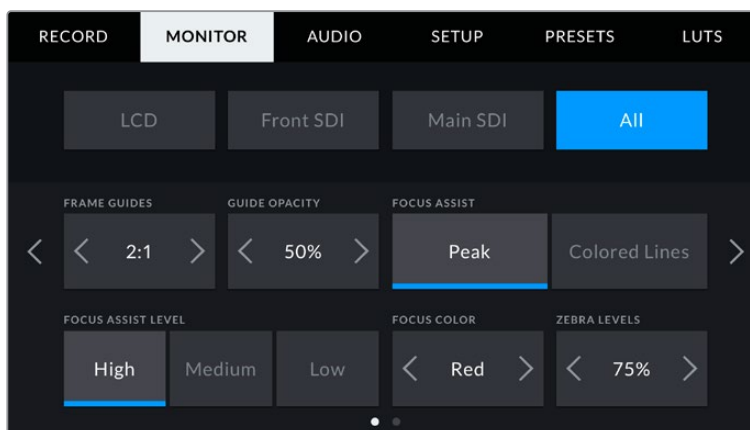 RECORD MONITOR AUDIO SETUP PRESETS LUTS
LCD Front SDI Main SDI All
FRAME GUIDES GUIDE OPACITY FOCUS ASSIST
2:1 50% Peak Colored Lines
FOCUS ASSIST LEVEL FOCUS COLOR ZEBRA LEVELS
High Medium Low Red 75%